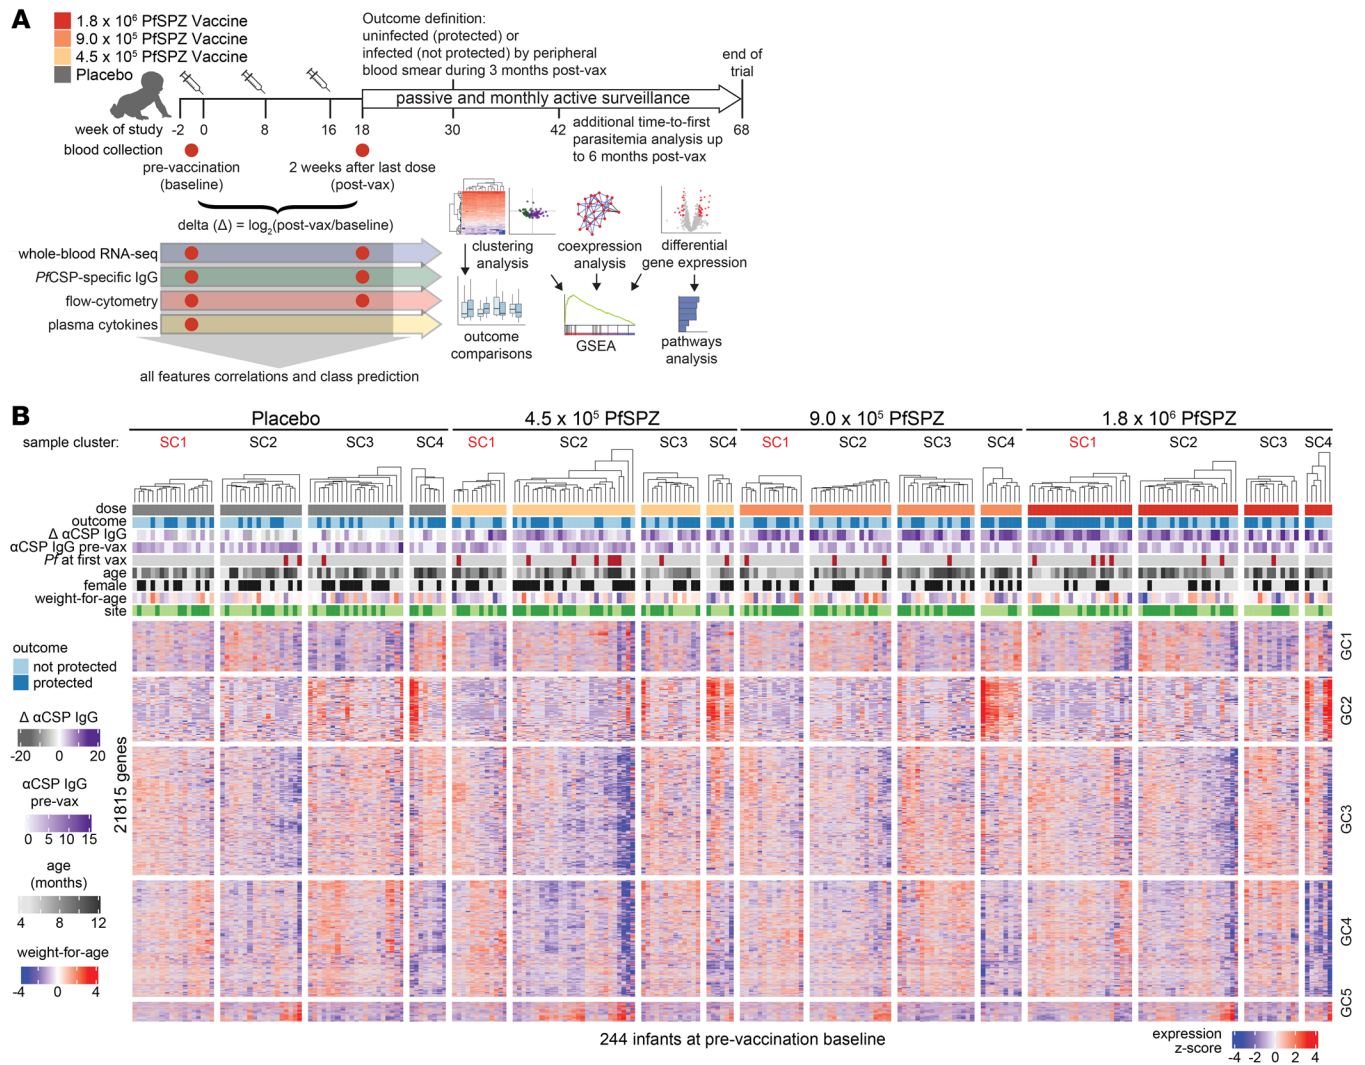 A
1.8 x 10⁶ PfSPZ Vaccine
9.0 x 10⁵ PfSPZ Vaccine
4.5 x 10⁵ PfSPZ Vaccine
Placebo
Outcome definition:
uninfected (protected) or
infected (not protected) by peripheral
blood smear during 3 months post-vax
end of
trial
passive and monthly active surveillance
week of study
-2 0 8 16 18 30 42 68
additional time-to-first
parasitemia analysis up
to 6 months post-vax
blood collection
pre-vaccination
(baseline)
2 weeks after last dose
(post-vax)
delta (Δ) = log₂(post-vax/baseline)
whole-blood RNA-seq
PfCSP-specific IgG
flow-cytometry
plasma cytokines
all features correlations and class prediction
clustering
analysis
coexpression
analysis
differential
gene expression
outcome
comparisons
GSEA
pathways
analysis
B
Placebo 4.5 x 10⁵ PfSPZ 9.0 x 10⁵ PfSPZ 1.8 x 10⁶ PfSPZ
sample cluster: SC1 SC2 SC3 SC4 SC1 SC2 SC3 SC4 SC1 SC2 SC3 SC4 SC1 SC2 SC3 SC4
dose
outcome
Δ αCSP IgG
αCSP IgG pre-vax
Pf at first vax
age
female
weight-for-age
site
outcome
not protected
protected
Δ αCSP IgG
-20 0 20
αCSP IgG
pre-vax
0 5 10 15
age
(months)
4 8 12
weight-for-age
-4 0 4
21815 genes
GC1
GC2
GC3
GC4
GC5
244 infants at pre-vaccination baseline
expression
z-score
-4 -2 0 2 4